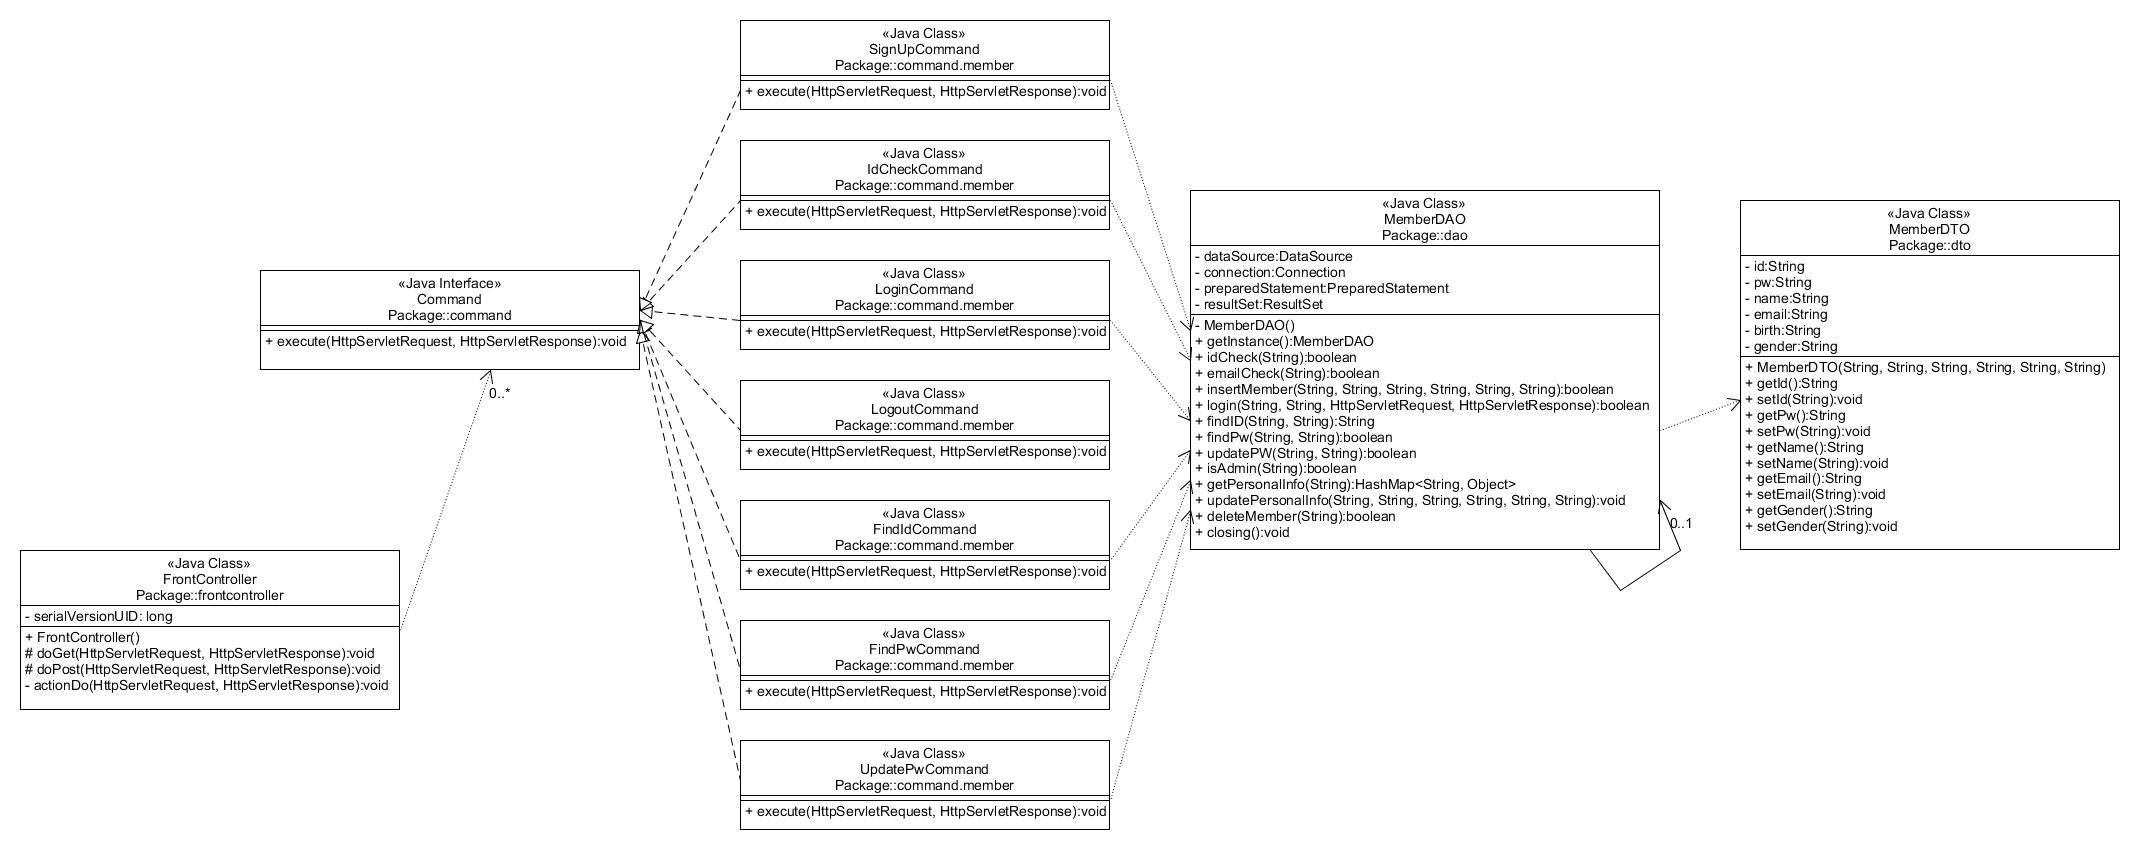 «Java Class»
SignUpCommand
Package::command.member
+ execute(HttpServletRequest, HttpServletResponse):void
«Java Class»
IdCheckCommand
Package::command.member
+ execute(HttpServletRequest, HttpServletResponse):void
«Java Class»
LoginCommand
Package::command.member
+ execute(HttpServletRequest, HttpServletResponse):void
«Java Class»
LogoutCommand
Package::command.member
+ execute(HttpServletRequest, HttpServletResponse):void
«Java Class»
FindIdCommand
Package::command.member
+ execute(HttpServletRequest, HttpServletResponse):void
«Java Class»
FindPwCommand
Package::command.member
+ execute(HttpServletRequest, HttpServletResponse):void
«Java Class»
UpdatePwCommand
Package::command.member
+ execute(HttpServletRequest, HttpServletResponse):void
«Java Interface»
Command
Package::command
+ execute(HttpServletRequest, HttpServletResponse):void
0..*
«Java Class»
FrontController
Package::frontcontroller
- serialVersionUID: long
+ FrontController()
# doGet(HttpServletRequest, HttpServletResponse):void
# doPost(HttpServletRequest, HttpServletResponse):void
- actionDo(HttpServletRequest, HttpServletResponse):void
«Java Class»
MemberDAO
Package::dao
- dataSource:DataSource
- connection:Connection
- preparedStatement:PreparedStatement
- resultSet:ResultSet
- MemberDAO()
+ getInstance():MemberDAO
+ idCheck(String):boolean
+ emailCheck(String):boolean
+ insertMember(String, String, String, String, String, String):boolean
+ login(String, String, HttpServletRequest, HttpServletResponse):boolean
+ findID(String, String):String
+ findPw(String, String):boolean
+ updatePW(String, String):boolean
+ isAdmin(String):boolean
+ getPersonalInfo(String):HashMap<String, Object>
+ updatePersonalInfo(String, String, String, String, String, String):void
+ deleteMember(String):boolean
+ closing():void
0..1
«Java Class»
MemberDTO
Package::dto
- id:String
- pw:String
- name:String
- email:String
- birth:String
- gender:String
+ MemberDTO(String, String, String, String, String, String)
+ getId():String
+ setId(String):void
+ getPw():String
+ setPw(String):void
+ getName():String
+ setName(String):void
+ getEmail():String
+ setEmail(String):void
+ getGender():String
+ setGender(String):void